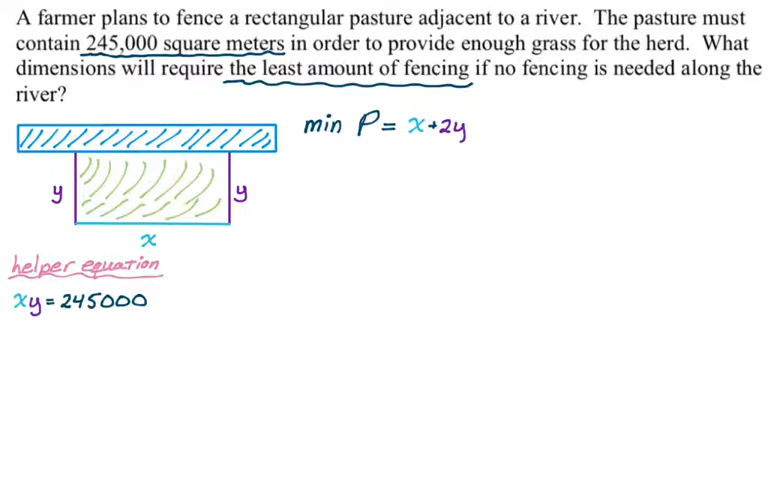 A farmer plans to fence a rectangular pasture adjacent to a river. The pasture must
contain 245,000 square meters in order to provide enough grass for the herd. What
dimensions will require the least amount of fencing if no fencing is needed along the
river?
min P = x+2y
y y
x
helper equation
xy = 245000